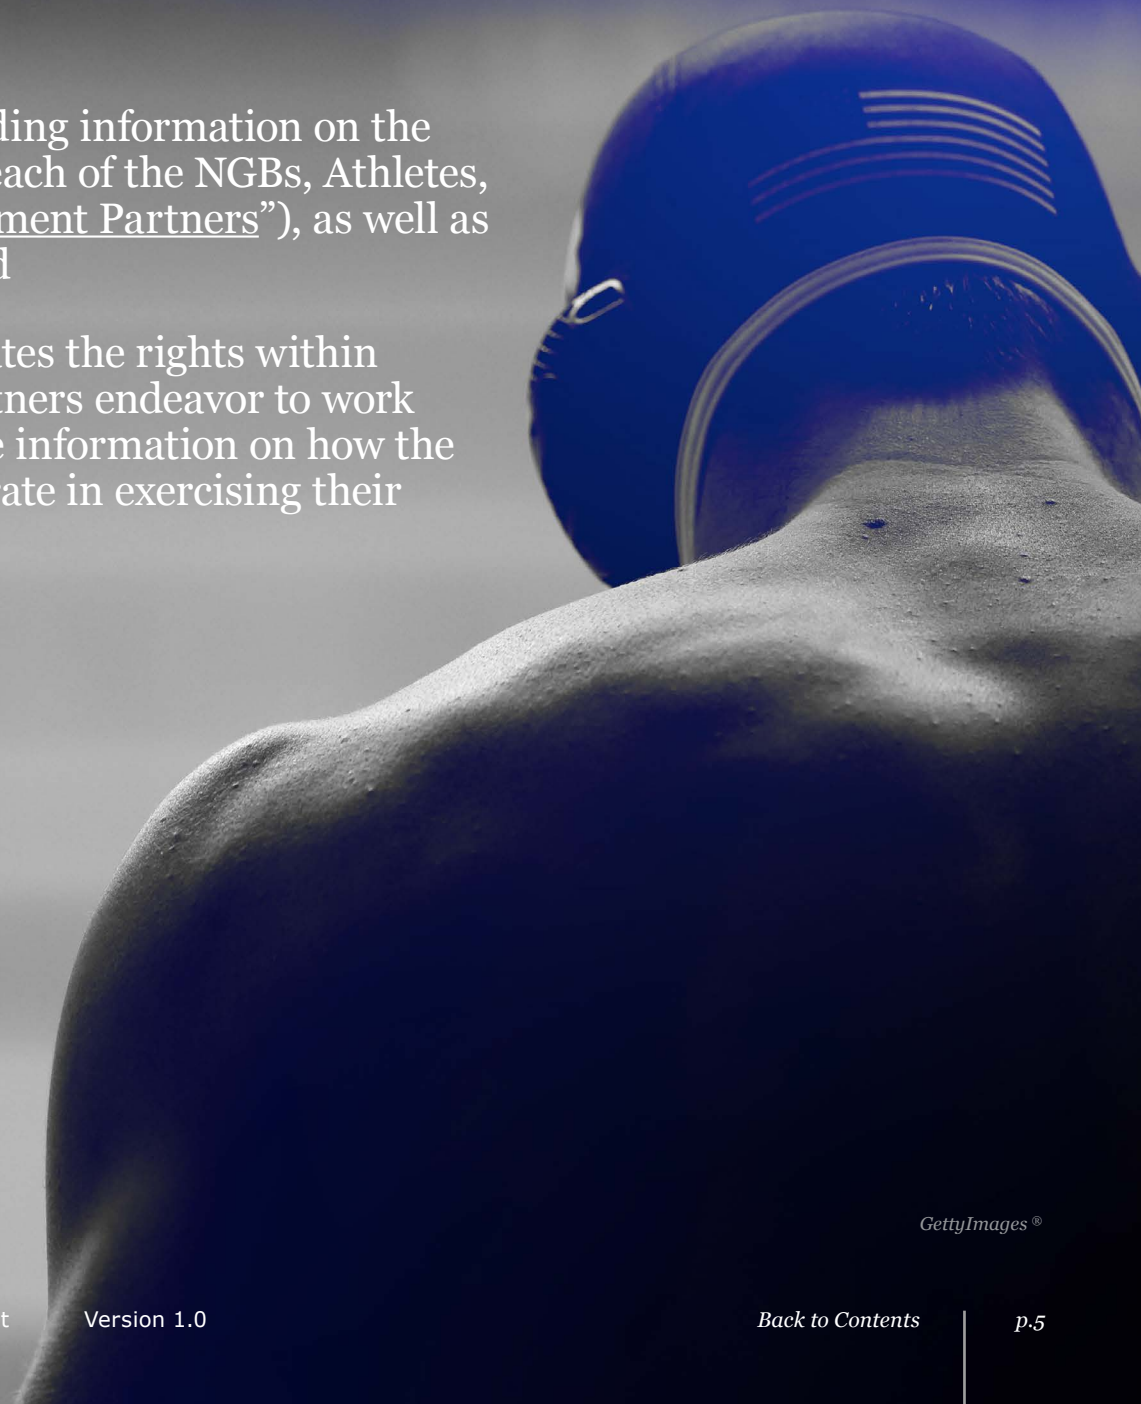 ding information on the
each of the NGBs, Athletes,
ment Partners”), as well as
d
tes the rights within
tners endeavor to work
e information on how the
rate in exercising their
GettyImages ®
t Version 1.0 Back to Contents p.5